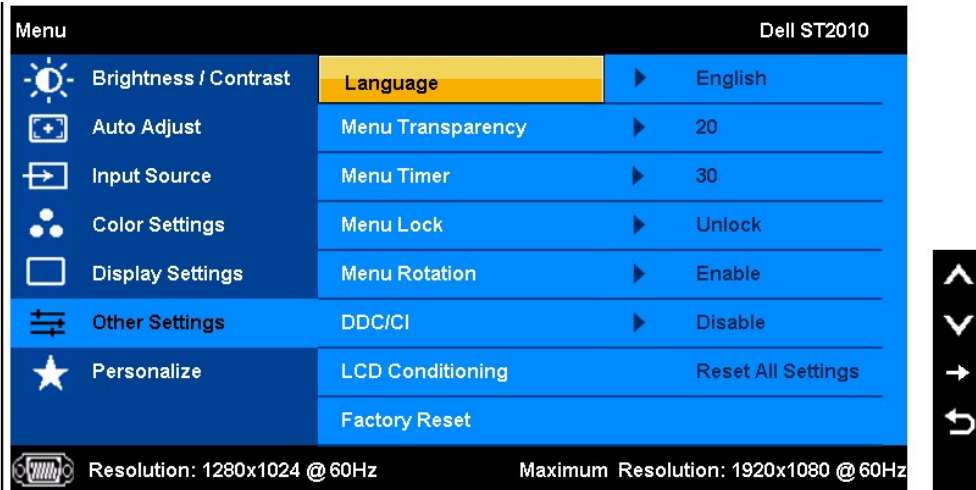 Menu Dell ST2010
Brightness / Contrast Language English
Auto Adjust Menu Transparency 20
Input Source Menu Timer 30
Color Settings Menu Lock Unlock
Display Settings Menu Rotation Enable
Other Settings DDC/CI Disable
Personalize LCD Conditioning Reset All Settings
Factory Reset
Resolution: 1280x1024 @60Hz Maximum Resolution: 1920x1080 @60Hz